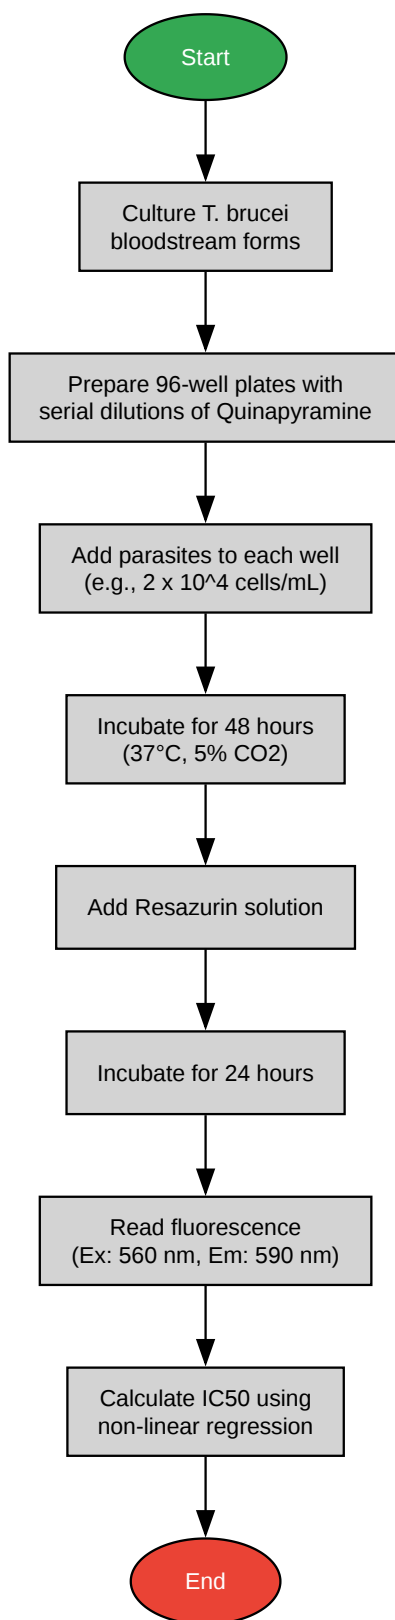 Start
Culture T. brucei
bloodstream forms
Prepare 96-well plates with
serial dilutions of Quinapyramine
Add parasites to each well
(e.g., 2 x 10^4 cells/mL)
Incubate for 48 hours
(37°C, 5% CO2)
Add Resazurin solution
Incubate for 24 hours
Read fluorescence
(Ex: 560 nm, Em: 590 nm)
Calculate IC50 using
non-linear regression
End